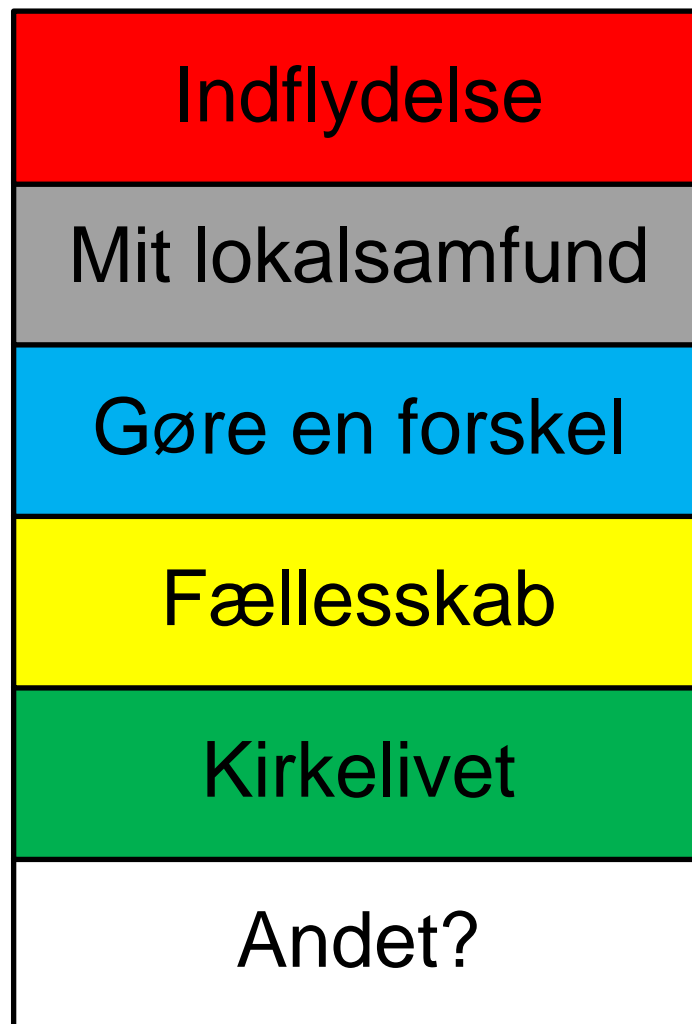 Indflydelse
Mit lokalsamfund
Gøre en forskel
Fællesskab
Kirkelivet
Andet?